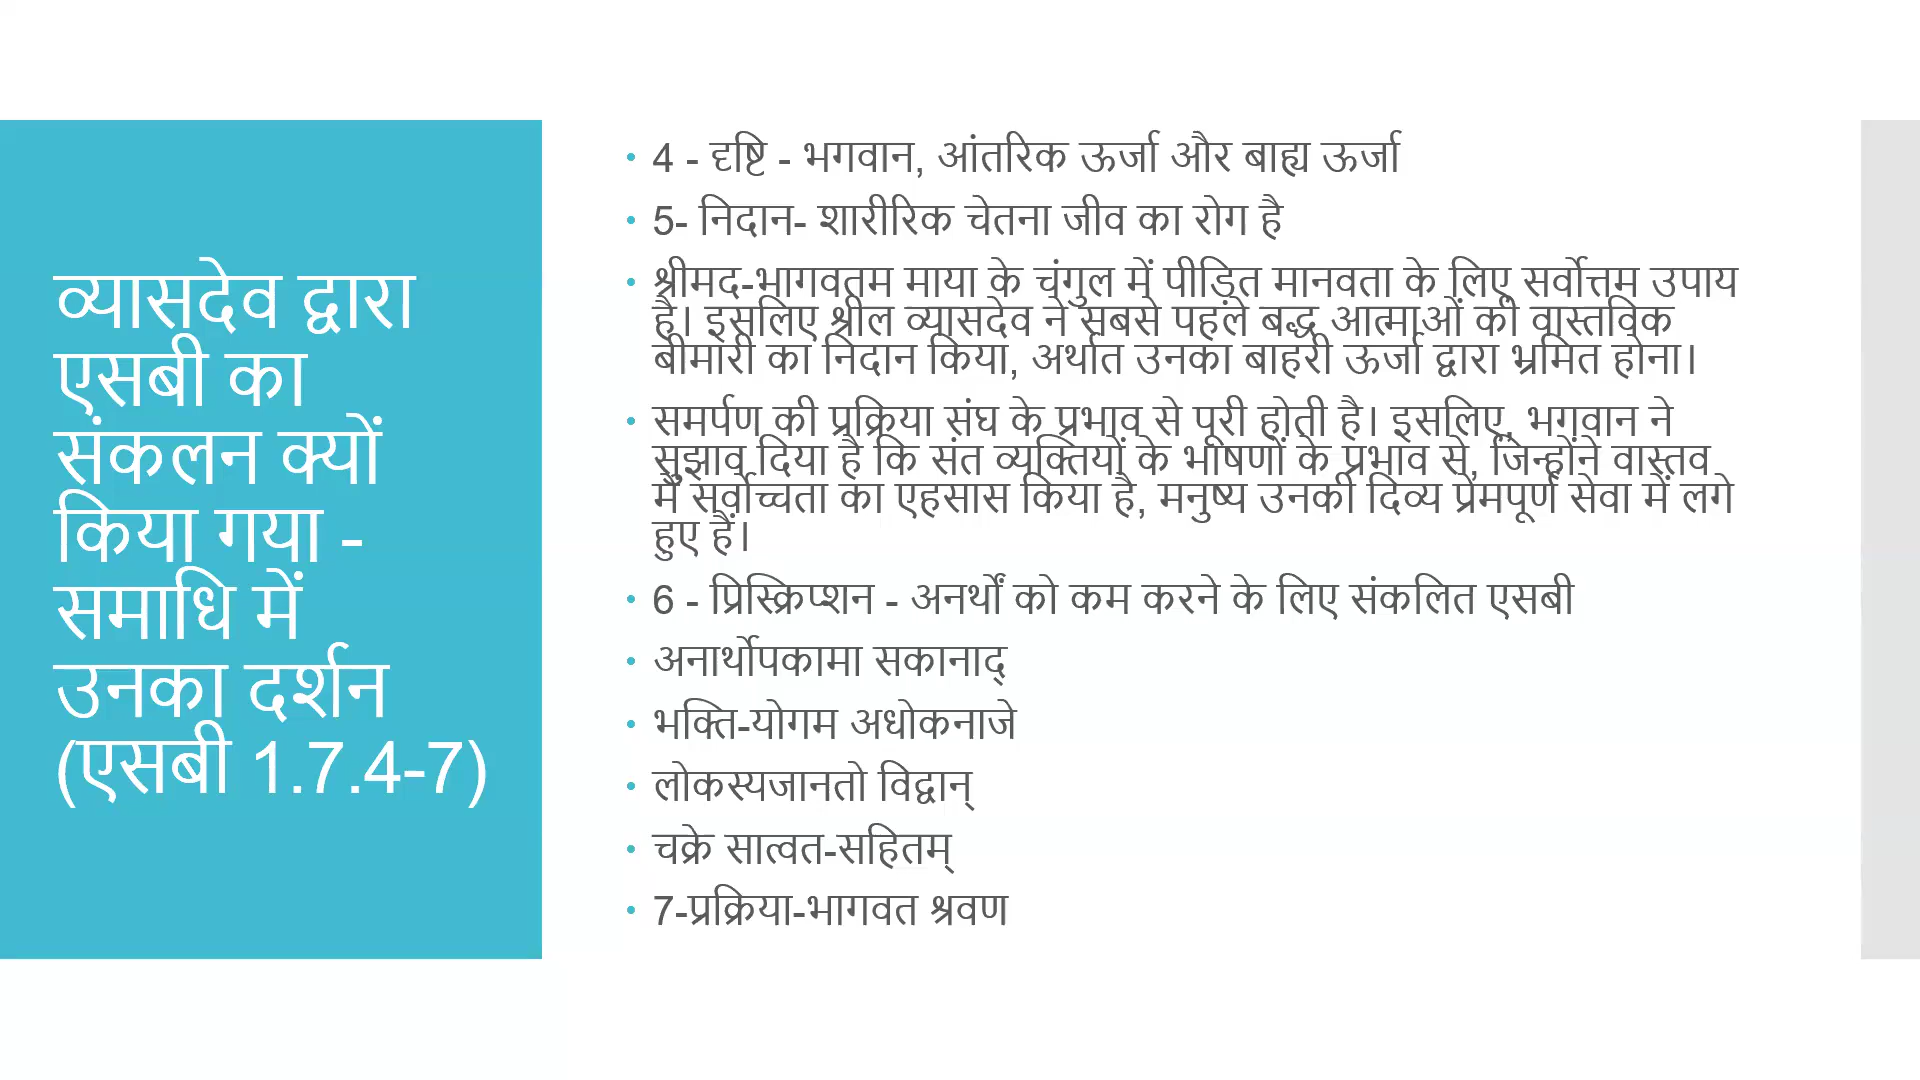 व्यासदेव द्वारा
एसबी का
संकलन क्यों
किया गया -
समाधि में
उनका दर्शन
(एसबी 1.7.4-7)
• 4 - दृष्टि - भगवान, आंतरिक ऊर्जा और बाह्य ऊर्जा
• 5- निदान- शारीरिक चेतना जीव का रोग है
• श्रीमद-भागवतम माया के चंगुल में पीड़ित मानवता के लिए सर्वोत्तम उपाय
है। इसलिए श्रील व्यासदेव ने सबसे पहले बद्ध आत्माओं की वास्तविक
बीमारी का निदान किया, अर्थात उनका बाहरी ऊर्जा द्वारा भ्रमित होना।
• समर्पण की प्रक्रिया संघ के प्रभाव से पूरी होती है। इसलिए, भगवान ने
सुझाव दिया है कि संत व्यक्तियों के भाषणों के प्रभाव से, जिन्होंने वास्तव
में सर्वोच्चता का एहसास किया है, मनुष्य उनकी दिव्य प्रेमपूर्ण सेवा में लगे
हुए हैं।
• 6 - प्रिस्क्रिप्शन - अनर्थों को कम करने के लिए संकलित एसबी
• अनार्थोपकामा सकानाद्
• भक्ति-योगम अधोकनाजे
• लोकस्यजानतो विद्वान्
• चक्रे सात्वत-सहितम्
• 7-प्रक्रिया-भागवत श्रवण